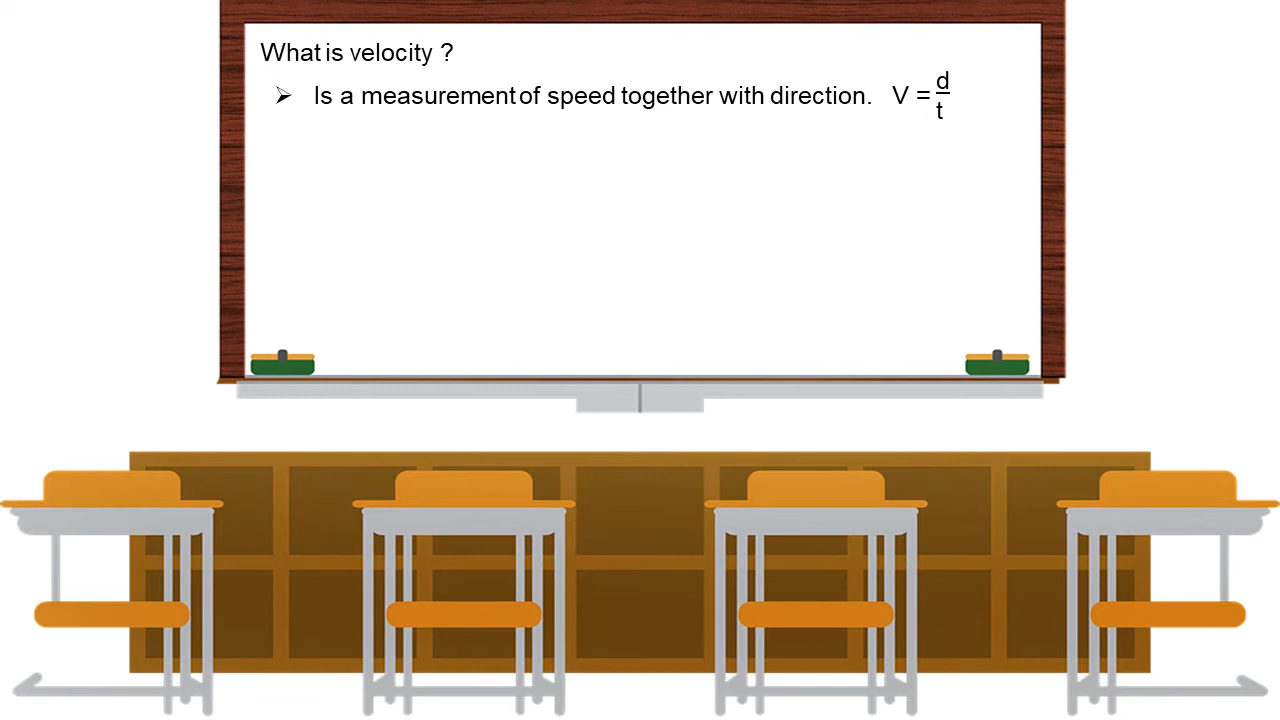 What is velocity ?
➢ Is a measurement of speed together with direction. V = d/t